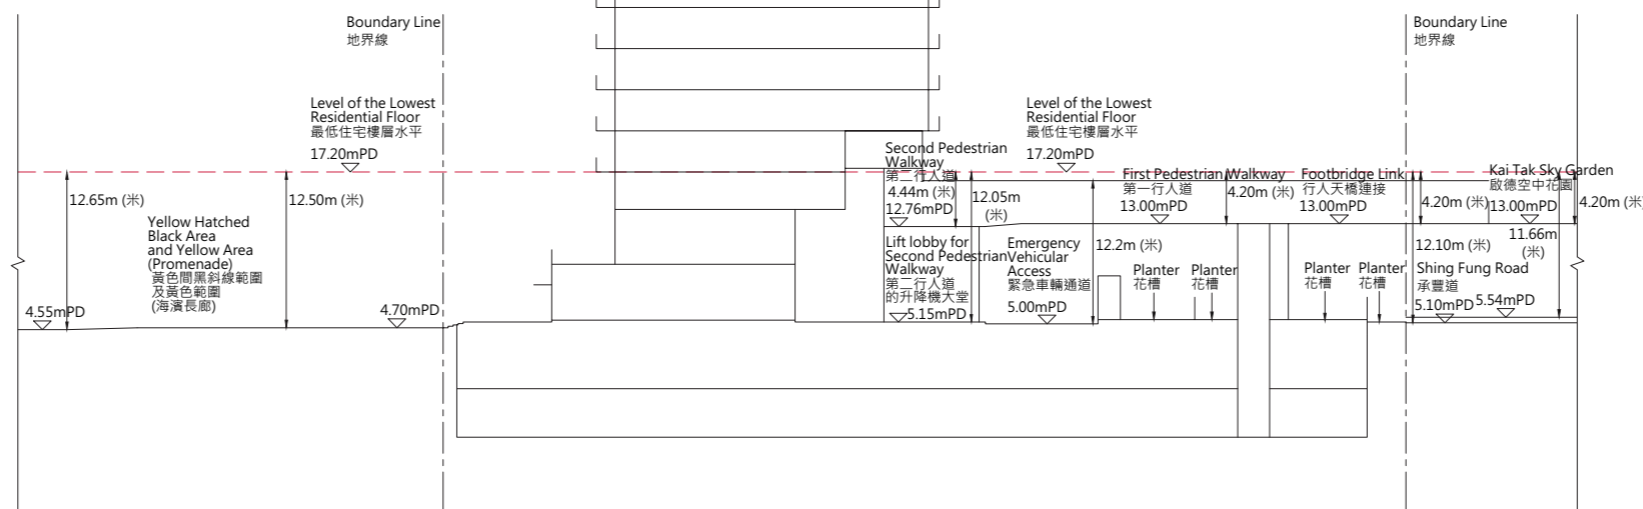 Boundary Line
地界線
Boundary Line
地界線
Level of the Lowest
Residential Floor
最低住宅樓層水平
17.20mPD
Level of the Lowest
Residential Floor
最低住宅樓層水平
17.20mPD
Second Pedestrian
Walkway
第二行人道
4.44m (米)
12.76mPD
12.05m
(米)
First Pedestrian Walkway
第一行人道
13.00mPD
4.20m (米)
Footbridge Link
行人天橋連接
13.00mPD
4.20m (米)
Kai Tak Sky Garden
啟德空中花園
13.00mPD
4.20m (米)
11.66m
(米)
12.65m (米)
12.50m (米)
Yellow Hatched
Black Area
and Yellow Area
(Promenade)
黃色間黑斜線範圍
及黃色範圍
(海濱長廊)
4.55mPD
4.70mPD
Lift lobby for
Second Pedestrian
Walkway
第二行人道
的升降機大堂
5.15mPD
Emergency
Vehicular
Access
緊急車輛通道
5.00mPD
12.2m (米)
Planter
花槽
Planter
花槽
Planter
花槽
Planter
花槽
12.10m (米)
Shing Fung Road
承豐道
5.10mPD
5.54mPD